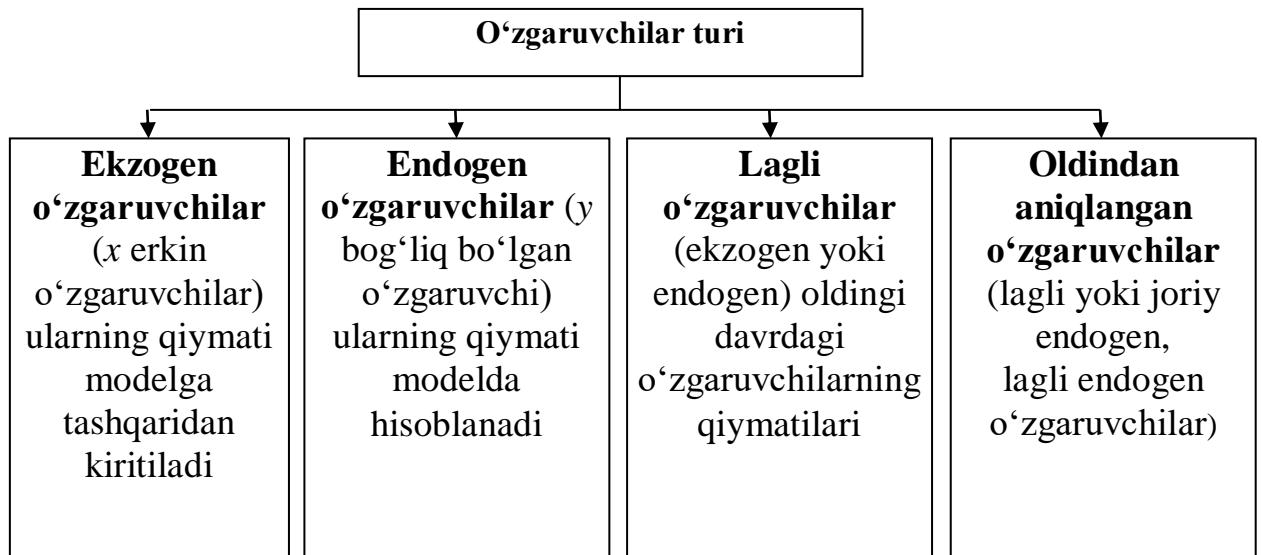 O‘zgaruvchilar turi
Ekzogen
o‘zgaruvchilar
(x erkin
o‘zgaruvchilar)
ularning qiymati
modelga
tashqaridan
kiritiladi
Endogen
o‘zgaruvchilar (y
bog‘liq bo‘lgan
o‘zgaruvchi)
ularning qiymati
modelda
hisoblanadi
Lagli
o‘zgaruvchilar
(ekzogen yoki
endogen) oldingi
davrdagi
o‘zgaruvchilarning
qiymatilari
Oldindan
aniqlangan
o‘zgaruvchilar
(lagli yoki joriy
endogen,
lagli endogen
o‘zgaruvchilar)